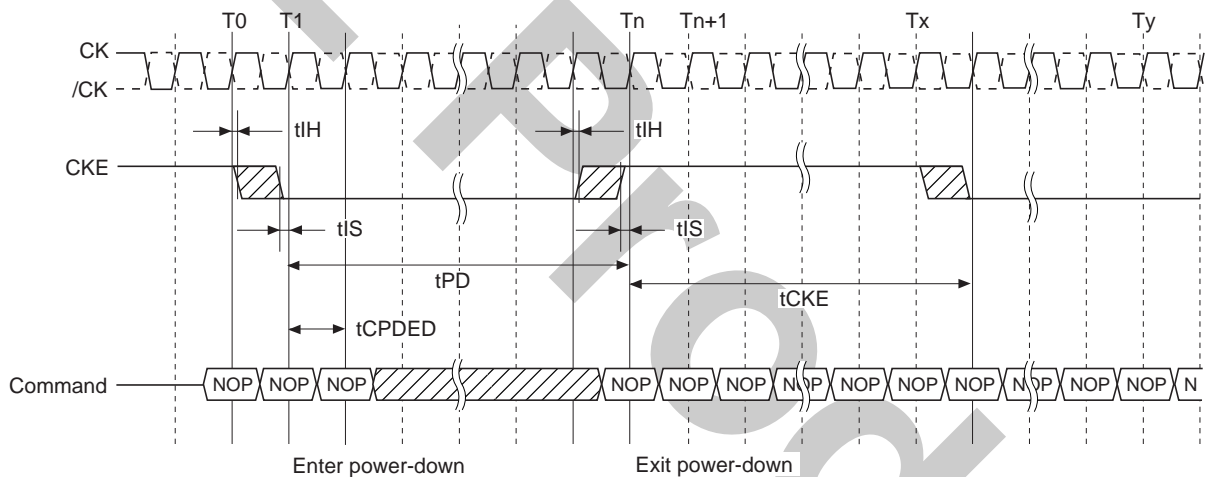 T0 T1 Tn Tn+1 Tx Ty
CK
/CK
tIH tIH
CKE
tIS tIS
tPD tCKE
tCPDED
Command NOP NOP NOP NOP NOP NOP NOP NOP NOP NOP NOP NOP NOP N
Enter power-down Exit power-down